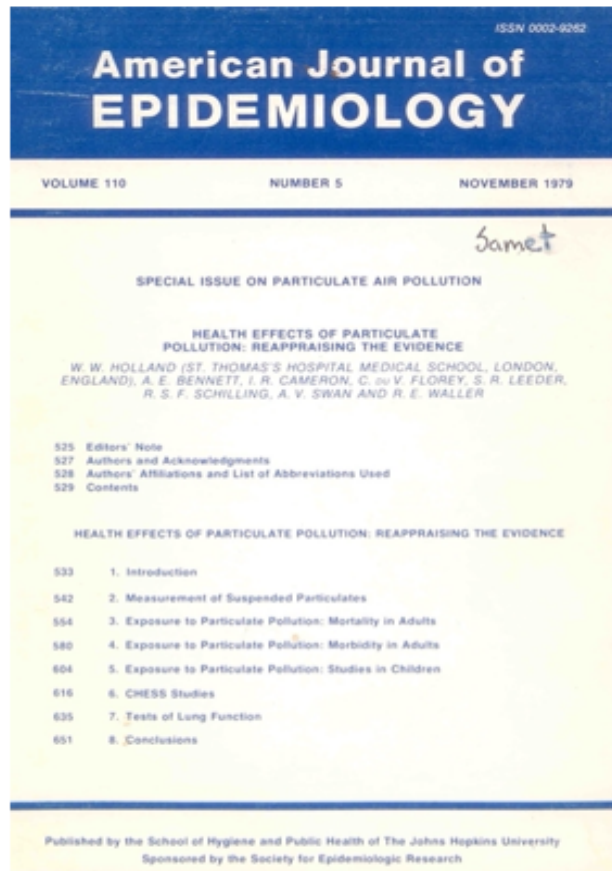 ISSN 0002-9262
American Journal of
EPIDEMIOLOGY
VOLUME 110 NUMBER 5 NOVEMBER 1979
Samet
SPECIAL ISSUE ON PARTICULATE AIR POLLUTION
HEALTH EFFECTS OF PARTICULATE
POLLUTION: REAPPRAISING THE EVIDENCE
W. W. HOLLAND (ST. THOMAS'S HOSPITAL MEDICAL SCHOOL, LONDON,
ENGLAND), A. E. BENNETT, I. R. CAMERON, C. DU V. FLOREY, S. R. LEEDER,
R. S. F. SCHILLING, A. V. SWAN AND R. E. WALLER
525 Editors' Note
527 Authors and Acknowledgments
528 Authors' Affiliations and List of Abbreviations Used
529 Contents
HEALTH EFFECTS OF PARTICULATE POLLUTION: REAPPRAISING THE EVIDENCE
533 1. Introduction
542 2. Measurement of Suspended Particulates
554 3. Exposure to Particulate Pollution: Mortality in Adults
580 4. Exposure to Particulate Pollution: Morbidity in Adults
604 5. Exposure to Particulate Pollution: Studies in Children
616 6. CHESS Studies
635 7. Tests of Lung Function
651 8. Conclusions
Published by the School of Hygiene and Public Health of The Johns Hopkins University
Sponsored by the Society for Epidemiologic Research